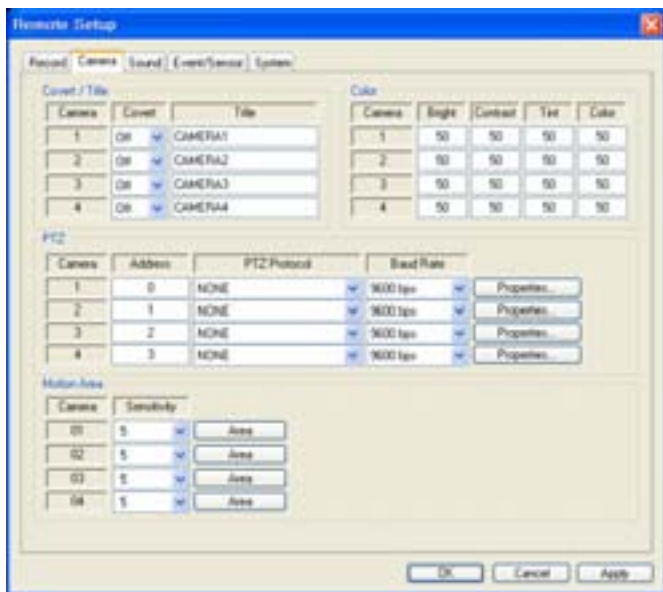 Remote Setup
Record Camera Sound Event/Sensor System
Covert / Title
Camera Covert Title
1 Off CAMERA1
2 Off CAMERA2
3 Off CAMERA3
4 Off CAMERA4
Color
Camera Bright Contrast Tint Color
1 50 50 50 50
2 50 50 50 50
3 50 50 50 50
4 50 50 50 50
PTZ
Camera Address PTZ Protocol Baud Rate
1 0 NONE 9600 bps Properties...
2 1 NONE 9600 bps Properties...
3 2 NONE 9600 bps Properties...
4 3 NONE 9600 bps Properties...
Motion Area
Camera Sensitivity
01 5 Area
02 5 Area
03 5 Area
04 5 Area
OK Cancel Apply